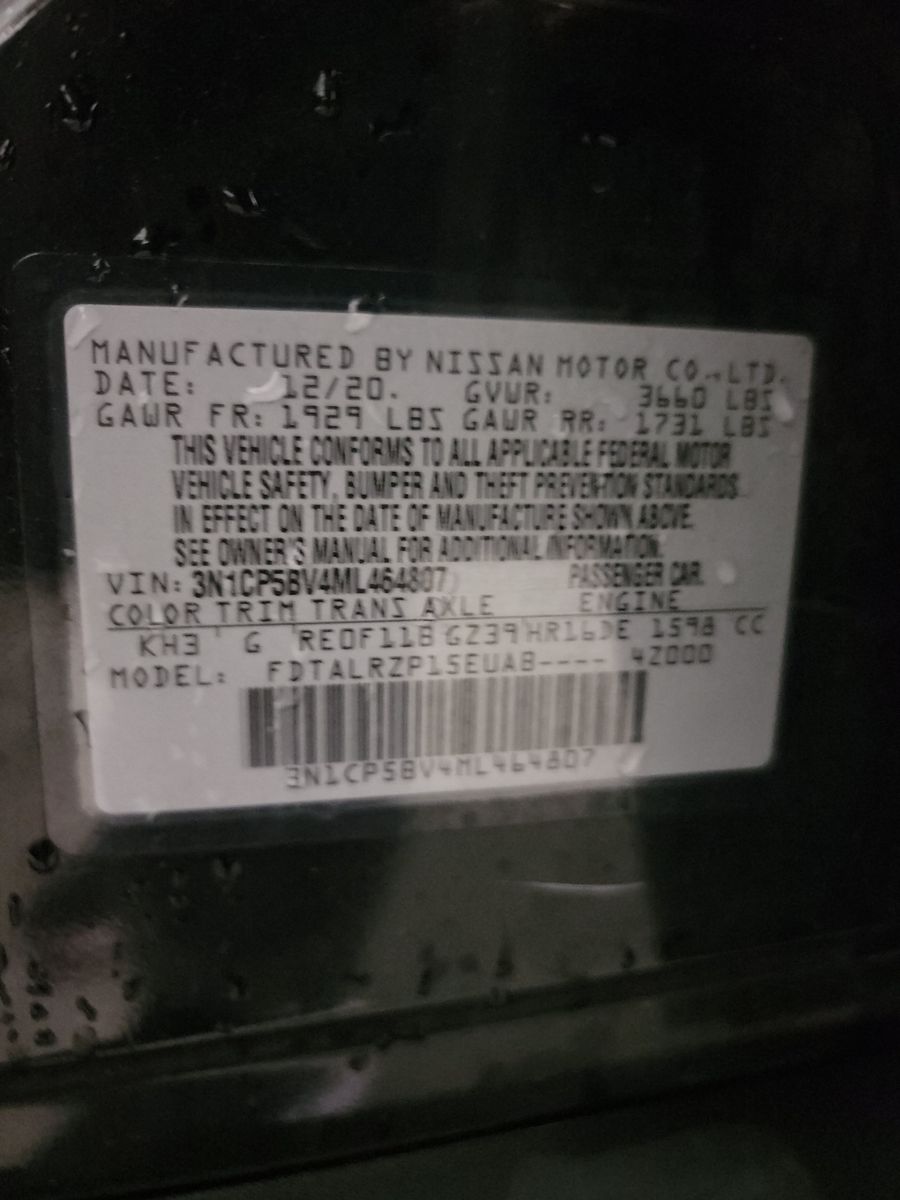 MANUFACTURED BY NISSAN MOTOR CO.,LTD.
DATE: 12/20. GVWR: 3660 LBS
GAWR FR: 1929 LBS GAWR RR: 1731 LBS
THIS VEHICLE CONFORMS TO ALL APPLICABLE FEDERAL MOTOR
VEHICLE SAFETY, BUMPER AND THEFT PREVENTION STANDARDS
IN EFFECT ON THE DATE OF MANUFACTURE SHOWN ABOVE.
SEE OWNER'S MANUAL FOR ADDITIONAL INFORMATION.
VIN: 3N1CP5BV4ML464807 PASSENGER CAR.
COLOR TRIM TRANS AXLE ENGINE
KH3 G RE0F11B GZ39 HR16DE 1598 CC
MODEL: FDTALRZP15EUAB---- 4Z000
3N1CP5BV4ML464807